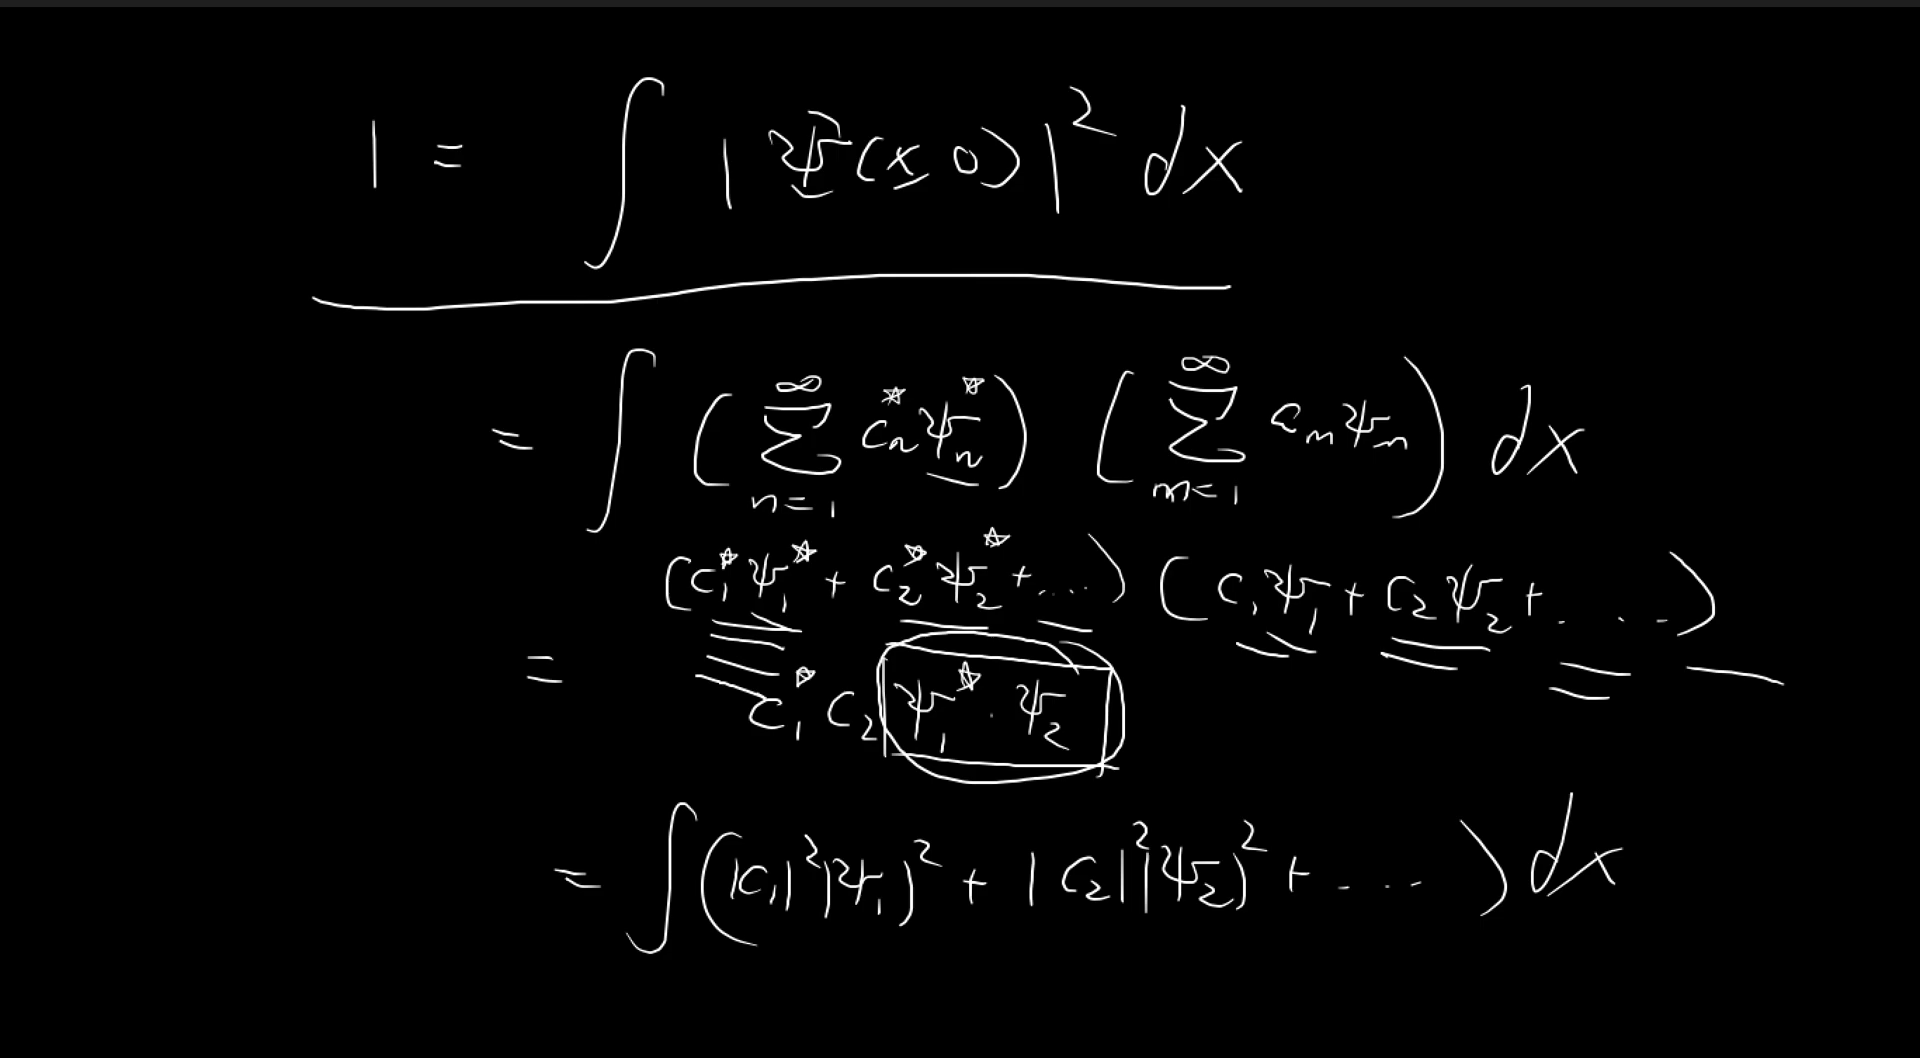 1 = ∫ | Ψ(x 0) |² dx
= ∫ ( ∑_{n=1}^{∞} c_n^* ψ_n^* ) ( ∑_{m=1}^{∞} c_m ψ_m ) dx
( c_1^* ψ_1^* + c_2^* ψ_2^* + .... ) ( c_1 ψ_1 + c_2 ψ_2 + .... )
= c_1^* c_2 ψ_1^* · ψ_2
= ∫ ( |c_1|² |ψ_1|² + |c_2|² |ψ_2|² + .... ) dx